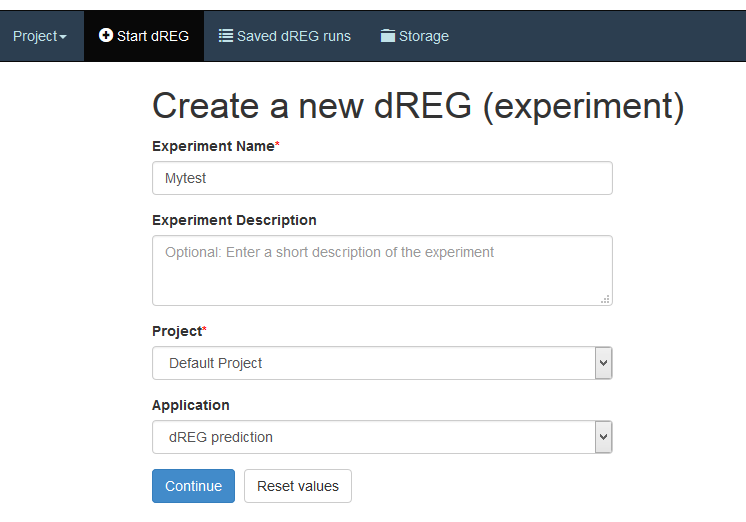 Project Start dREG Saved dREG runs Storage
Create a new dREG (experiment)
Experiment Name*
Mytest
Experiment Description
Optional: Enter a short description of the experiment
Project*
Default Project
Application
dREG prediction
Continue Reset values